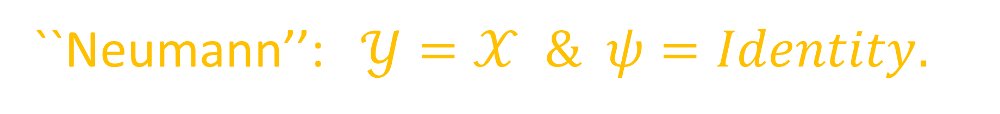 ``Neumann’’: 𝒴 = 𝒳 & 𝜓 = 𝐼𝑑𝑒𝑛𝑡𝑖𝑡𝑦.